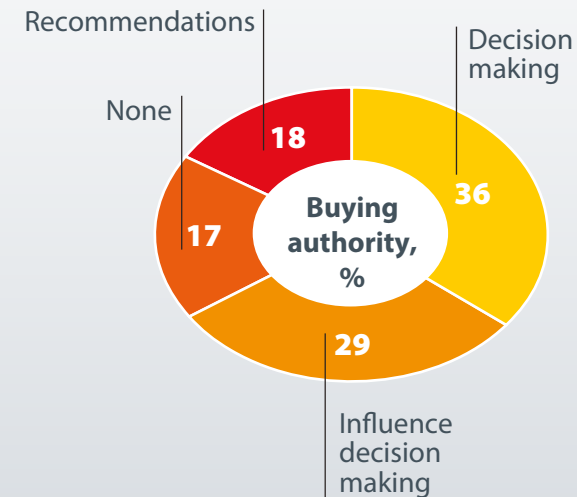 Recommendations
Decision
making
None
18
36
Buying
authority,
%
17
29
Influence
decision
making